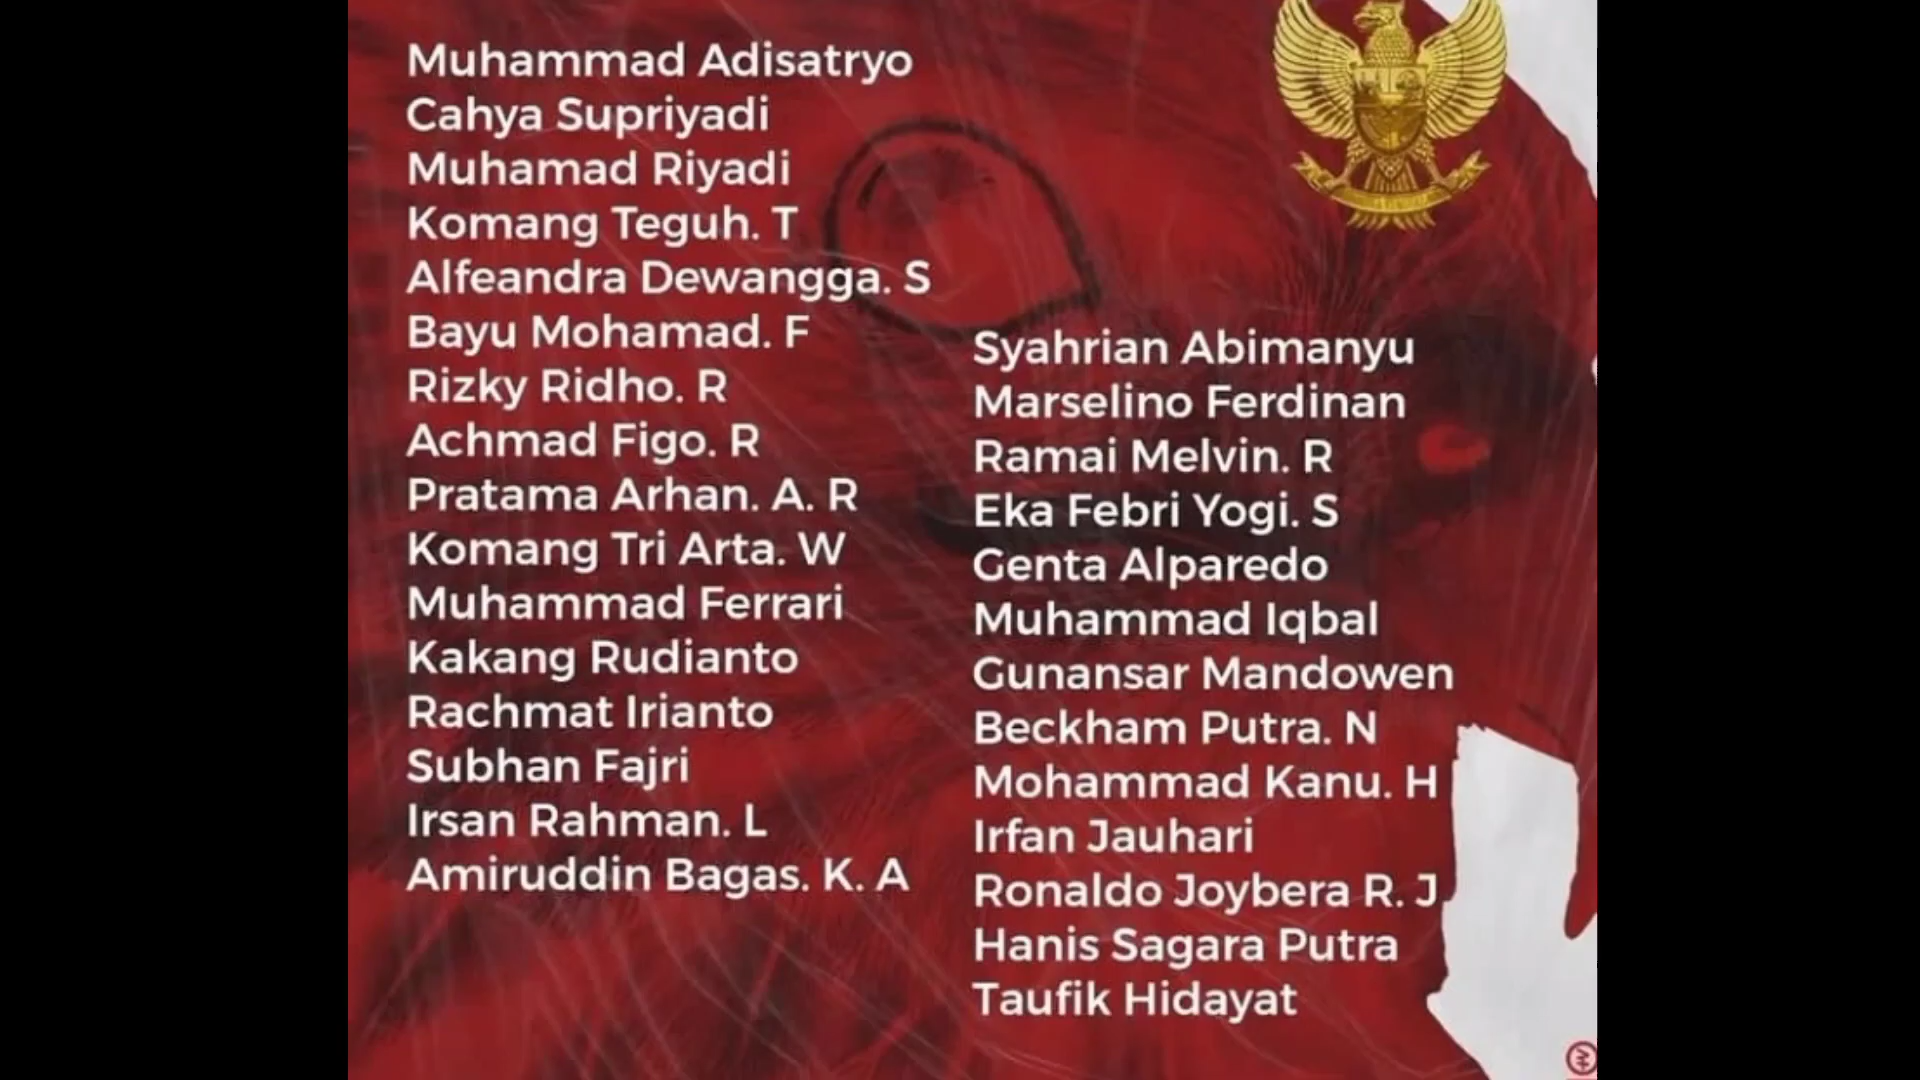 Muhammad Adisatryo
Cahya Supriyadi
Muhamad Riyadi
Komang Teguh. T
Alfeandra Dewangga. S
Bayu Mohamad. F
Rizky Ridho. R
Achmad Figo. R
Pratama Arhan. A. R
Komang Tri Arta. W
Muhammad Ferrari
Kakang Rudianto
Rachmat Irianto
Subhan Fajri
Irsan Rahman. L
Amiruddin Bagas. K. A
Syahrian Abimanyu
Marselino Ferdinan
Ramai Melvin. R
Eka Febri Yogi. S
Genta Alparedo
Muhammad Iqbal
Gunansar Mandowen
Beckham Putra. N
Mohammad Kanu. H
Irfan Jauhari
Ronaldo Joybera R. J
Hanis Sagara Putra
Taufik Hidayat